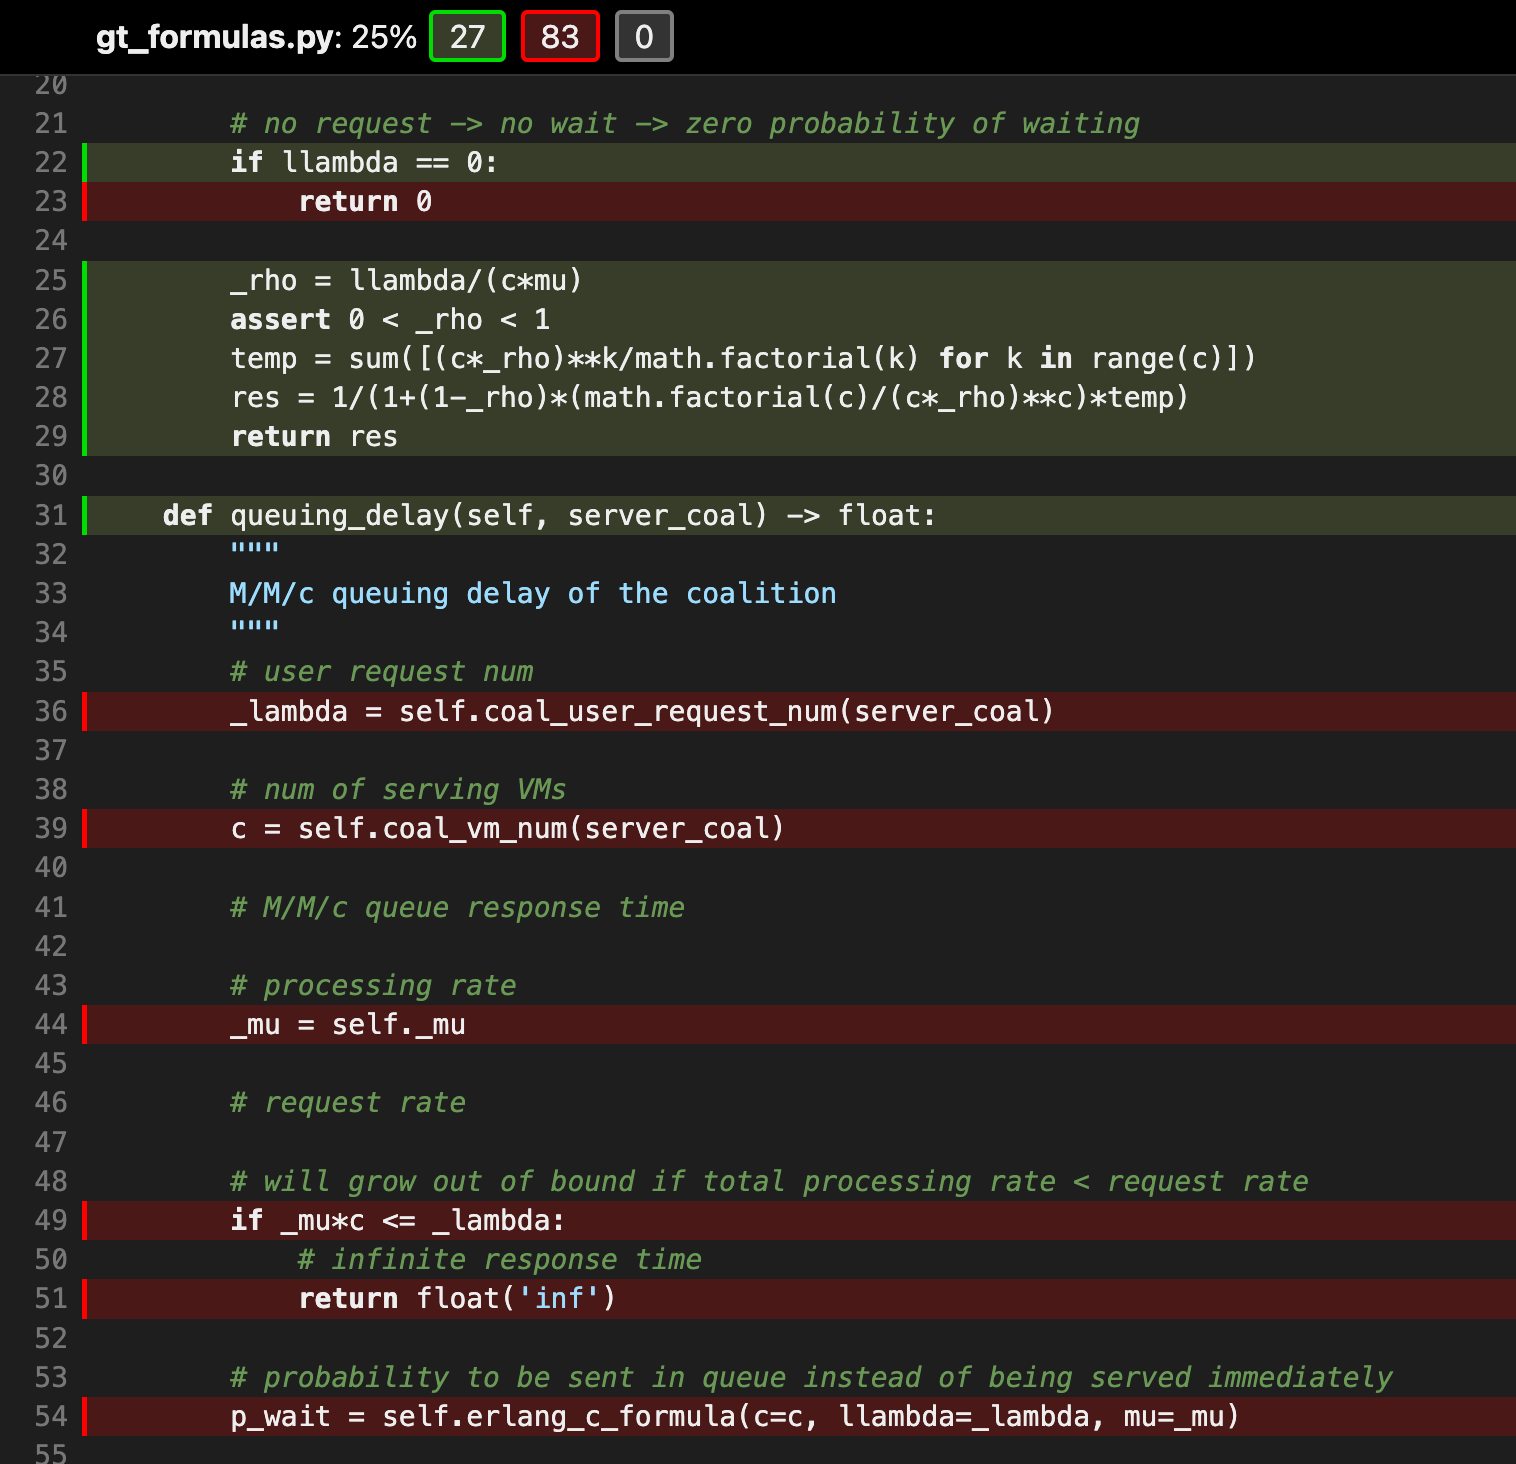 gt_formulas.py: 25% 27 83 0
20
21 # no request -> no wait -> zero probability of waiting
22 if llambda == 0:
23 return 0
24
25 _rho = llambda/(c*mu)
26 assert 0 < _rho < 1
27 temp = sum([(c*_rho)**k/math.factorial(k) for k in range(c)])
28 res = 1/(1+(1-_rho)*(math.factorial(c)/(c*_rho)**c)*temp)
29 return res
30
31 def queuing_delay(self, server_coal) -> float:
32 """
33 M/M/c queuing delay of the coalition
34 """
35 # user request num
36 _lambda = self.coal_user_request_num(server_coal)
37
38 # num of serving VMs
39 c = self.coal_vm_num(server_coal)
40
41 # M/M/c queue response time
42
43 # processing rate
44 _mu = self._mu
45
46 # request rate
47
48 # will grow out of bound if total processing rate < request rate
49 if _mu*c <= _lambda:
50 # infinite response time
51 return float('inf')
52
53 # probability to be sent in queue instead of being served immediately
54 p_wait = self.erlang_c_formula(c=c, llambda=_lambda, mu=_mu)
55